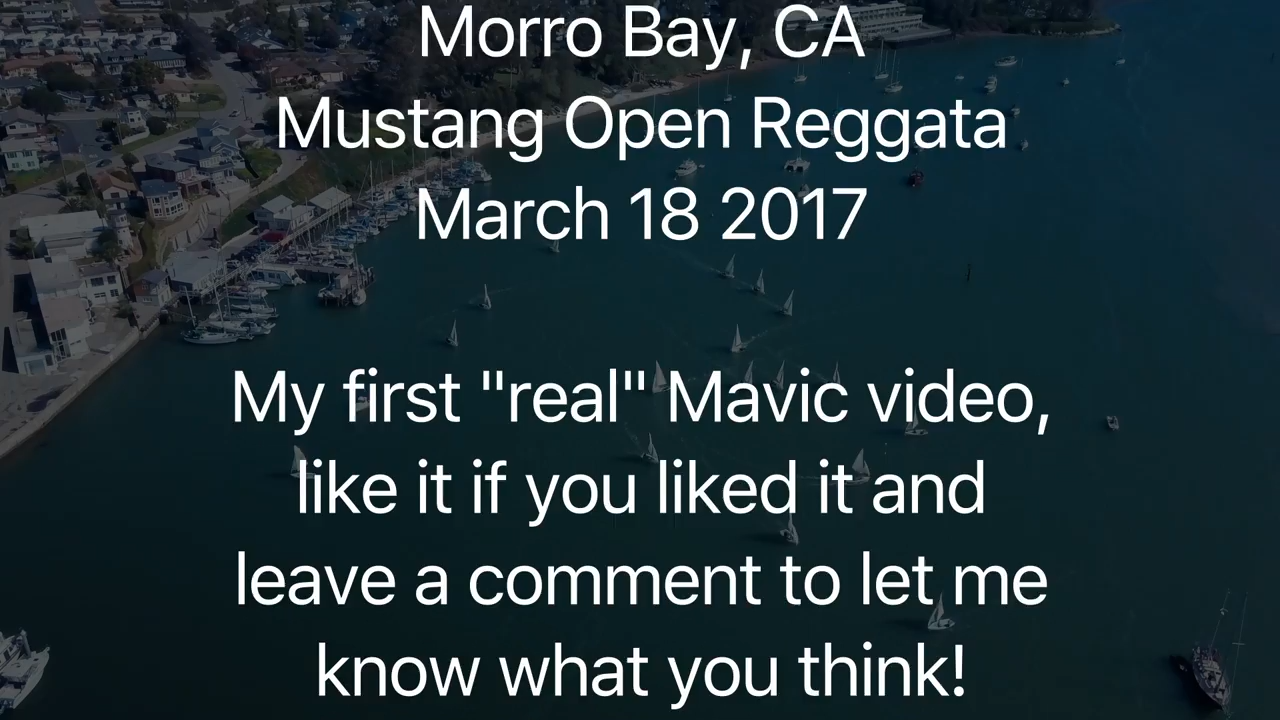 Morro Bay, CA
Mustang Open Reggata
March 18 2017
My first "real" Mavic video,
like it if you liked it and
leave a comment to let me
know what you think!